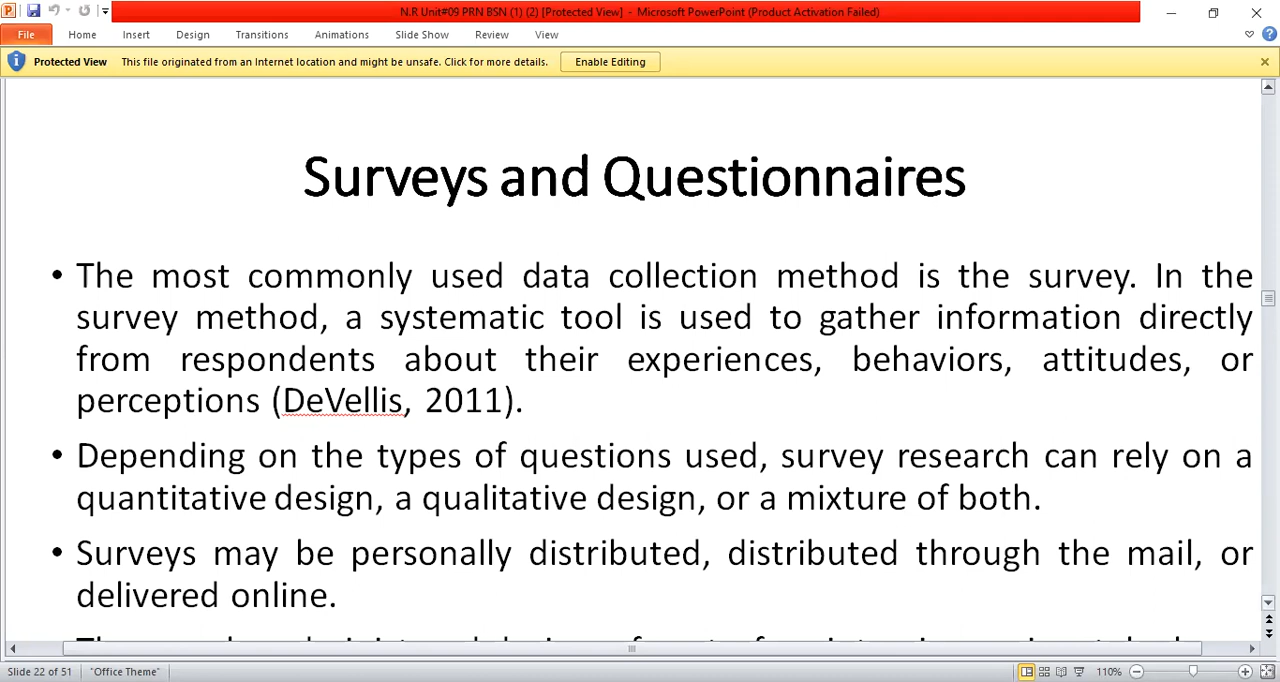 N.R Unit#09 PRN BSN (1) (2) [Protected View] - Microsoft PowerPoint (Product Activation Failed)
File Home Insert Design Transitions Animations Slide Show Review View
Protected View This file originated from an Internet location and might be unsafe. Click for more details. Enable Editing
Surveys and Questionnaires
• The most commonly used data collection method is the survey. In the
survey method, a systematic tool is used to gather information directly
from respondents about their experiences, behaviors, attitudes, or
perceptions (DeVellis, 2011).
• Depending on the types of questions used, survey research can rely on a
quantitative design, a qualitative design, or a mixture of both.
• Surveys may be personally distributed, distributed through the mail, or
delivered online.
Slide 22 of 51 "Office Theme" 110%